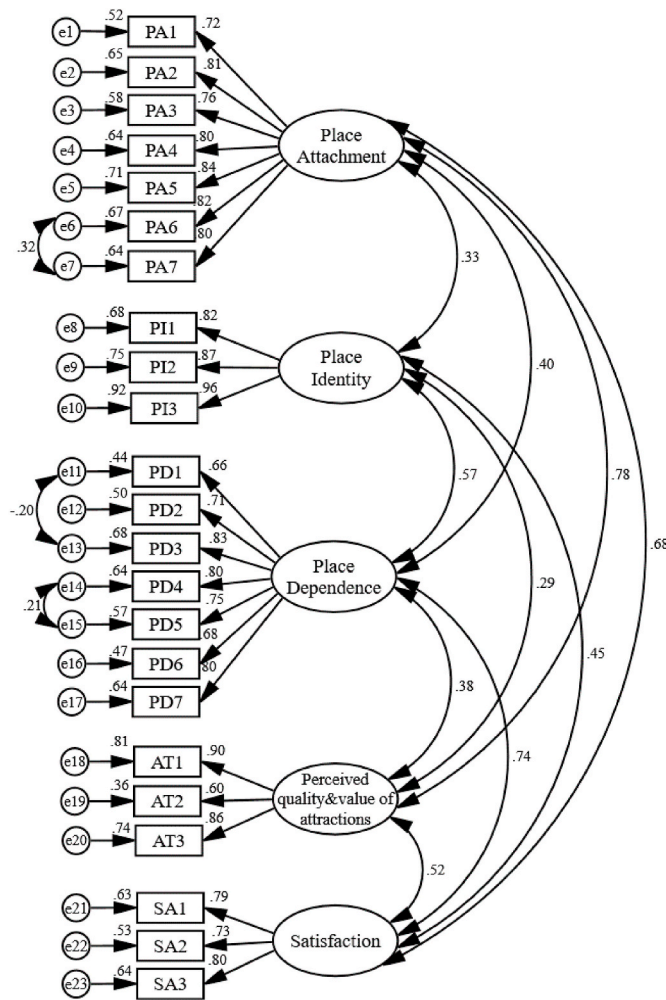 e1 .52 PA1 .72
e2 .65 PA2 .81
e3 .58 PA3 .76
e4 .64 PA4 .80
e5 .71 PA5 .84
e6 .67 PA6 .82
e7 .64 PA7 .80
.32
Place
Attachment
.33
e8 .68 PI1 .82
e9 .75 PI2 .87
e10 .92 PI3 .96
Place
Identity
.40
.57
.78
.68
e11 .44 PD1 .66
e12 .50 PD2 .71
e13 .68 PD3 .83
e14 .64 PD4 .80
e15 .57 PD5 .75
e16 .47 PD6 .68
e17 .64 PD7 .80
-.20
.21
Place
Dependence
.29
.45
.38
.74
e18 .81 AT1 .90
e19 .36 AT2 .60
e20 .74 AT3 .86
Perceived
quality&value of
attractions
.52
e21 .63 SA1 .79
e22 .53 SA2 .73
e23 .64 SA3 .80
Satisfaction